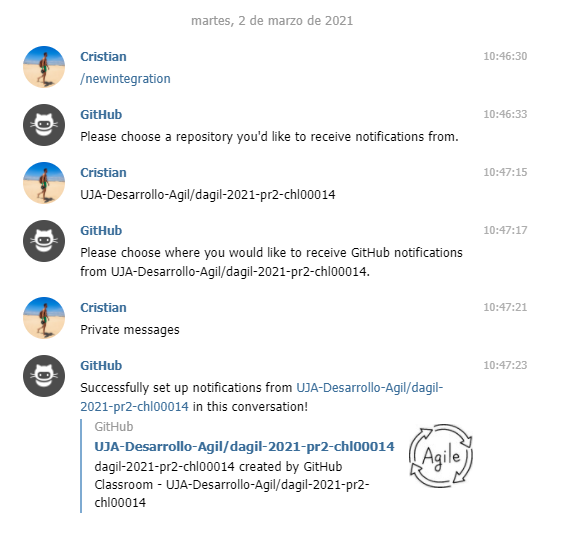 martes, 2 de marzo de 2021
Cristian 10:46:30
/newintegration
GitHub 10:46:33
Please choose a repository you'd like to receive notifications from.
Cristian 10:47:15
UJA-Desarrollo-Agil/dagil-2021-pr2-chl00014
GitHub 10:47:17
Please choose where you would like to receive GitHub notifications
from UJA-Desarrollo-Agil/dagil-2021-pr2-chl00014.
Cristian 10:47:21
Private messages
GitHub 10:47:23
Successfully set up notifications from UJA-Desarrollo-Agil/dagil-
2021-pr2-chl00014 in this conversation!
GitHub
UJA-Desarrollo-Agil/dagil-2021-pr2-chl00014
dagil-2021-pr2-chl00014 created by GitHub
Classroom - UJA-Desarrollo-Agil/dagil-2021-pr2-
chl00014
Agile